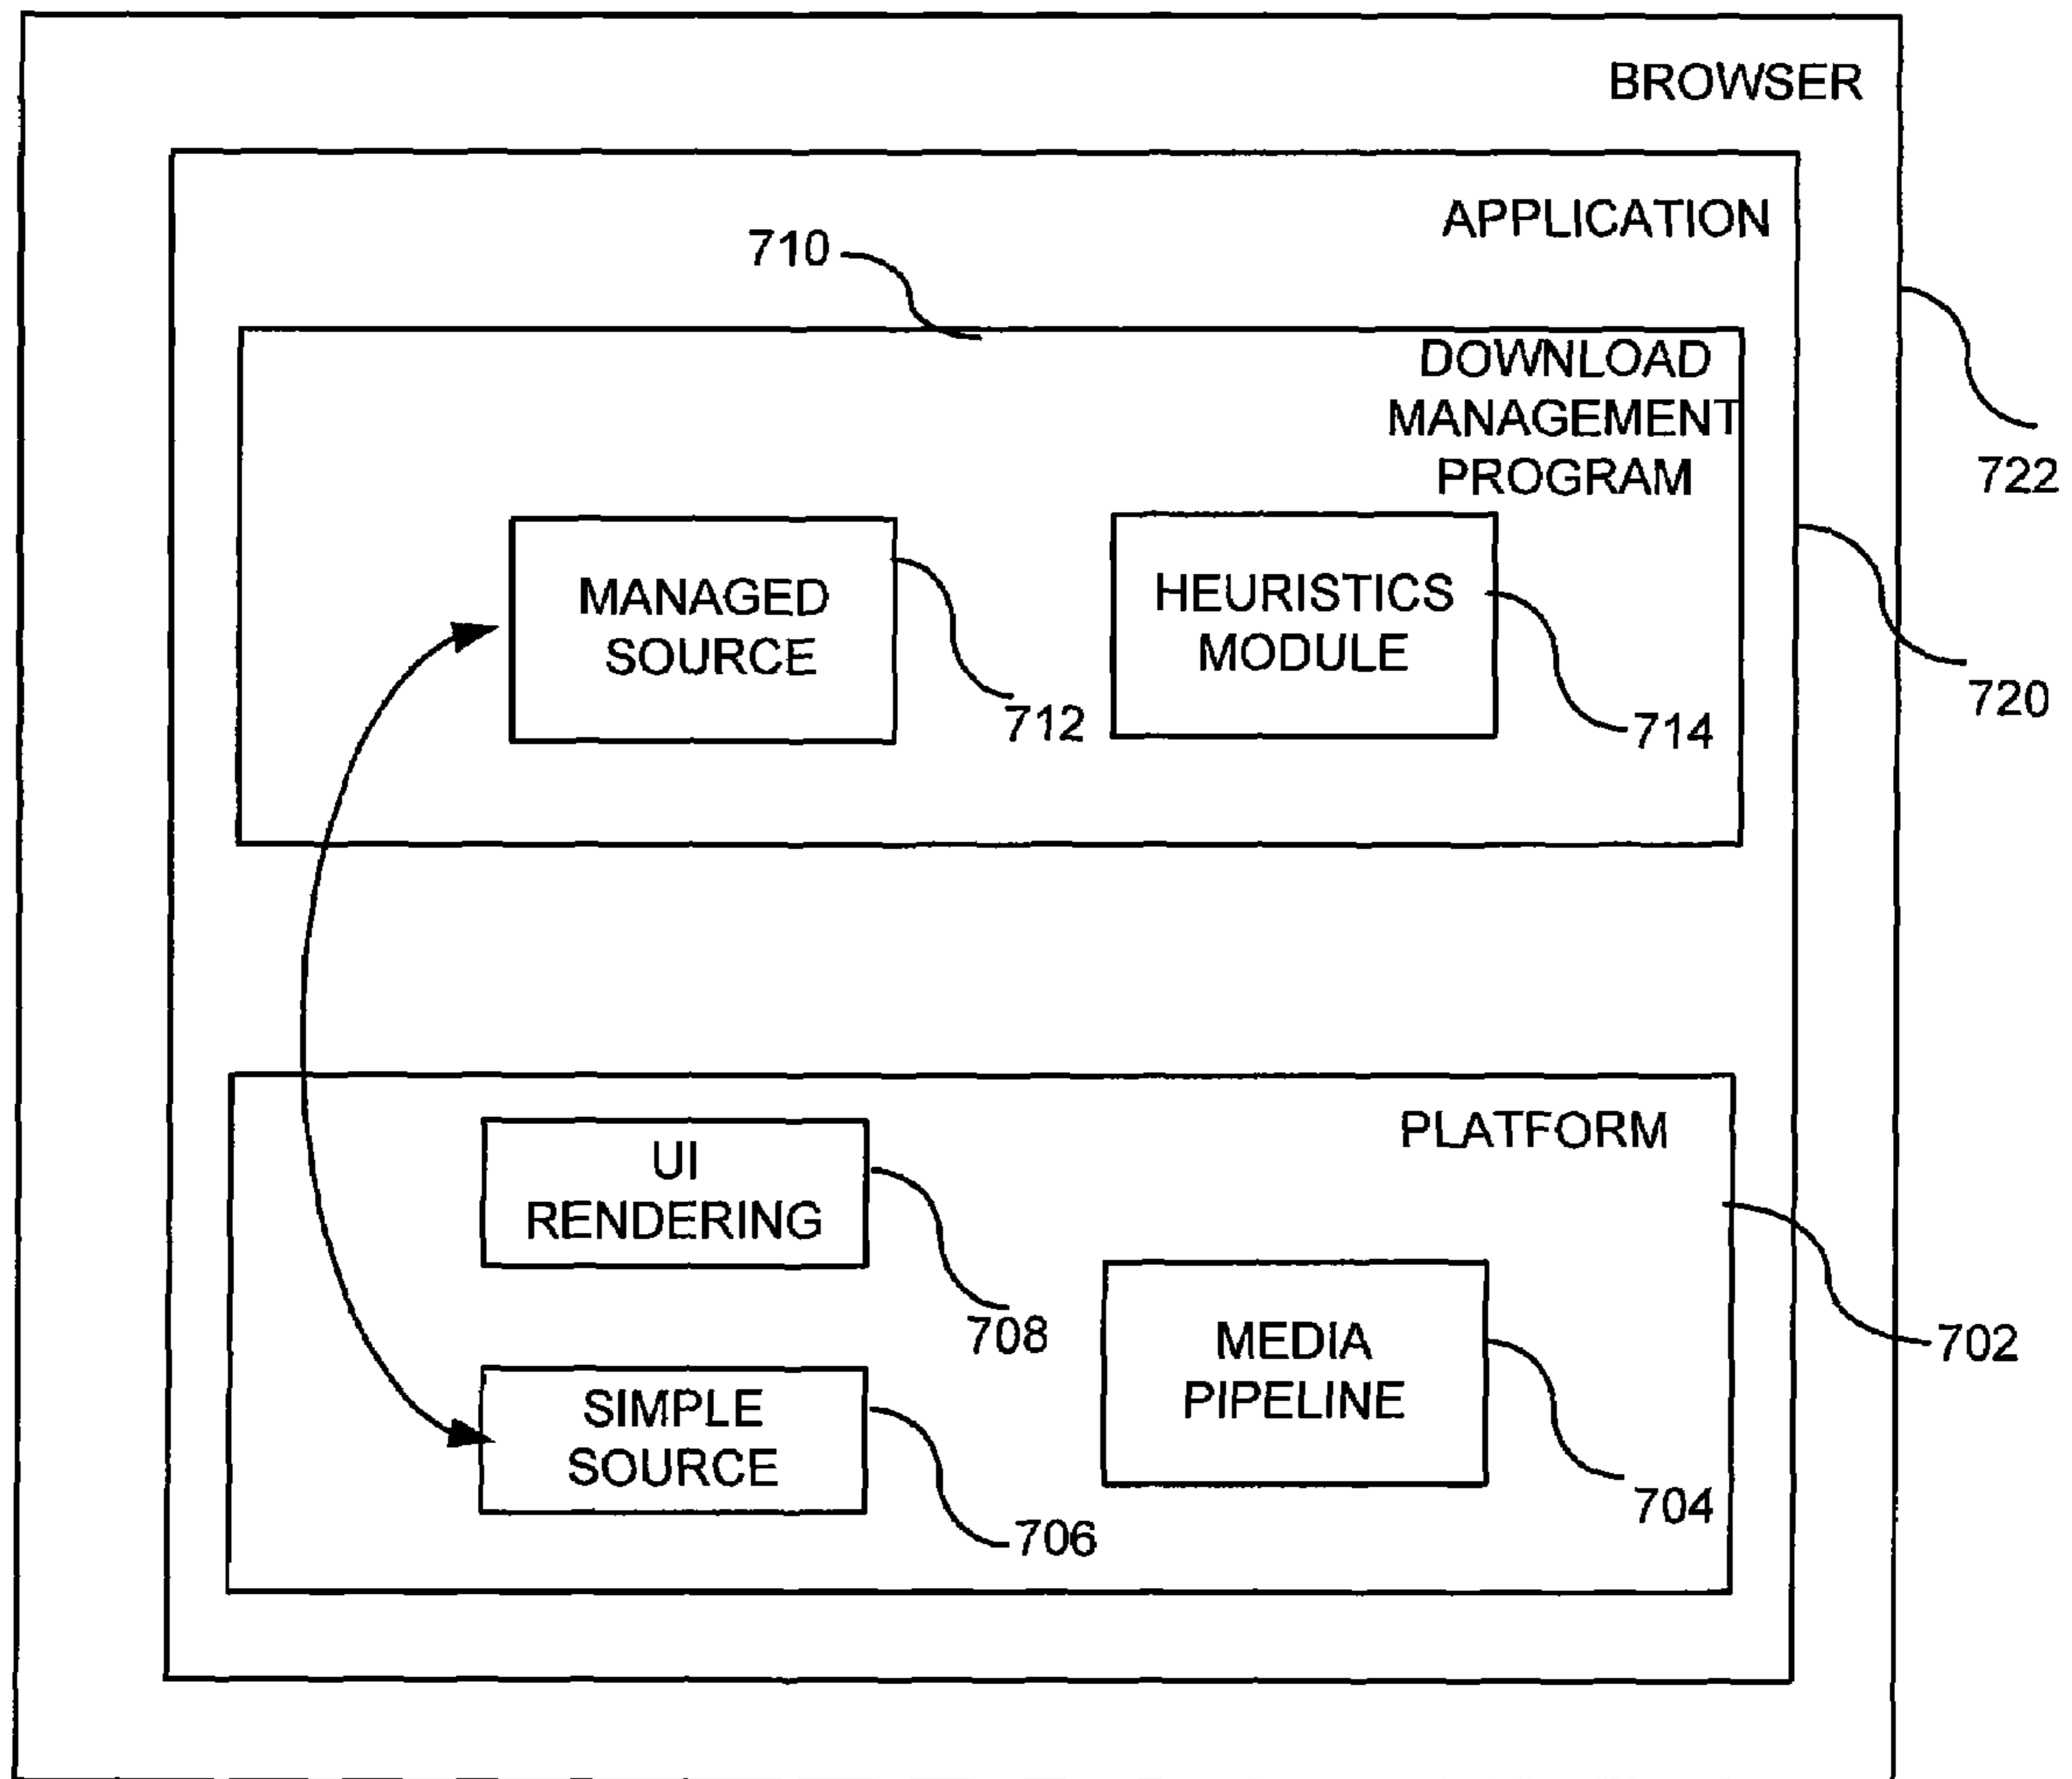 BROWSER
APPLICATION
710
DOWNLOAD
MANAGEMENT
PROGRAM
722
MANAGED
SOURCE
712
HEURISTICS
MODULE
714
720
PLATFORM
UI
RENDERING
708
MEDIA
PIPELINE
702
SIMPLE
SOURCE
704
706